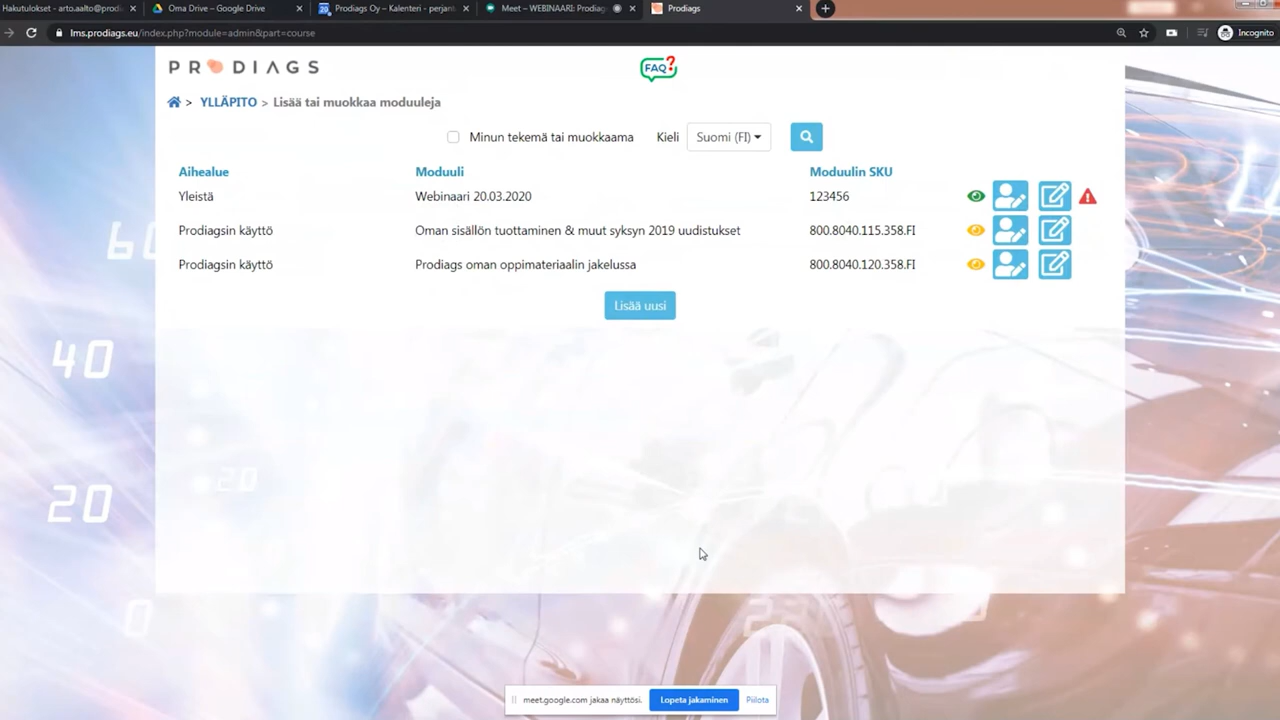 Hakutulokset - arto.aalto@prodi
Oma Drive – Google Drive
Prodiags Oy – Kalenteri - perjant
Meet – WEBINAARI: Prodiag
Prodiags
lms.prodiags.eu/index.php?module=admin&part=course
Incognito
PRODIAGS
FAQ?
> YLLÄPITO > Lisää tai muokkaa moduuleja
Minun tekemä tai muokkaama Kieli Suomi (FI)
Aihealue Moduuli Moduulin SKU
Yleistä Webinaari 20.03.2020 123456
Prodiagsin käyttö Oman sisällön tuottaminen & muut syksyn 2019 uudistukset 800.8040.115.358.FI
Prodiagsin käyttö Prodiags oman oppimateriaalin jakelussa 800.8040.120.358.FI
Lisää uusi
60
40
20
20
0
meet.google.com jakaa näyttösi. Lopeta jakaminen Piilota